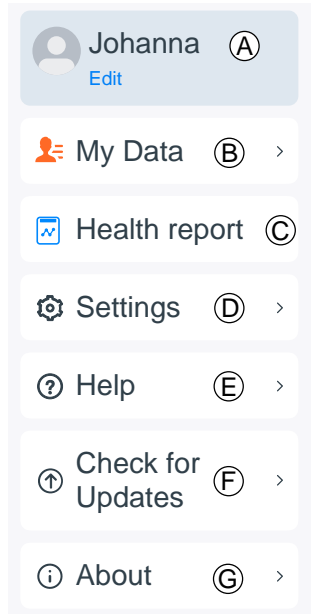 Johanna Ⓐ
Edit
My Data Ⓑ
Health report Ⓒ
Settings Ⓓ
Help Ⓔ
Check for
Updates Ⓕ
About Ⓖ